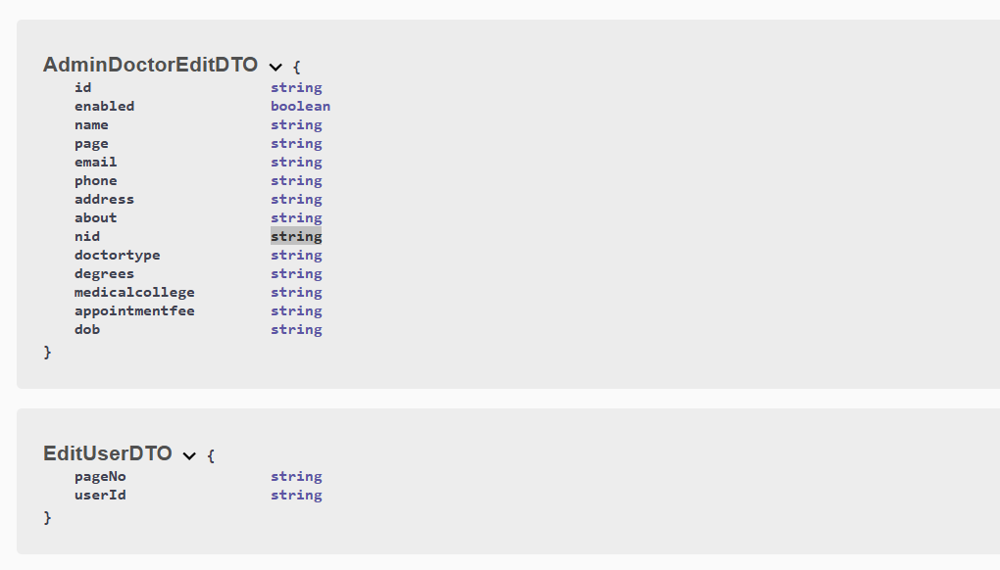 AdminDoctorEditDTO {
id string
enabled boolean
name string
page string
email string
phone string
address string
about string
nid string
doctortype string
degrees string
medicalcollege string
appointmentfee string
dob string
}
EditUserDTO {
pageNo string
userId string
}